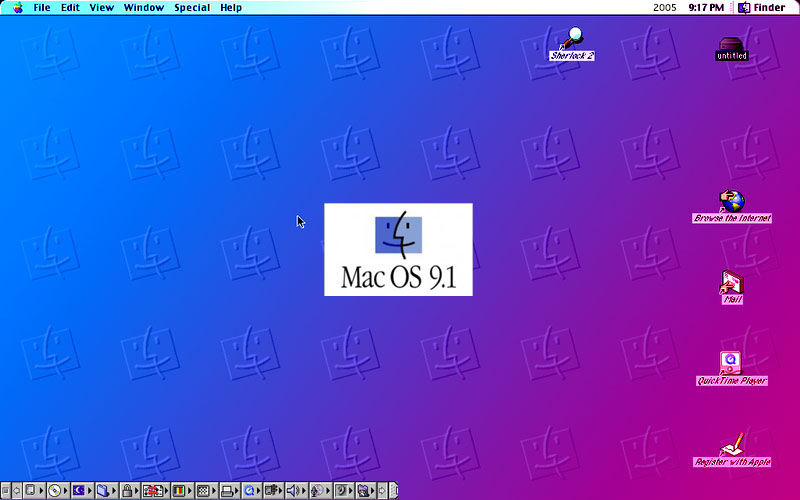 File Edit View Window Special Help 2005 9:17 PM Finder
Sherlock 2
untitled
Browse the Internet
Mac OS 9.1
Mail
QuickTime Player
Register with Apple